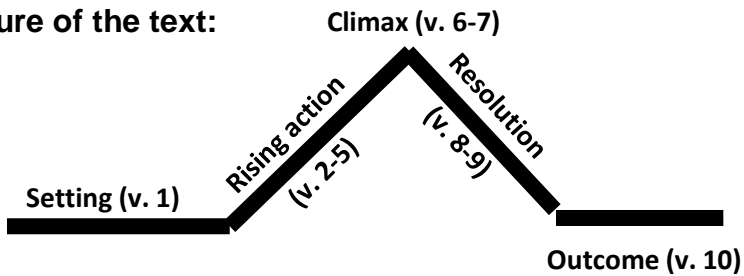 ure of the text:
Climax (v. 6-7)
Rising action
(v. 2-5)
Resolution
(v. 8-9)
Setting (v. 1)
Outcome (v. 10)